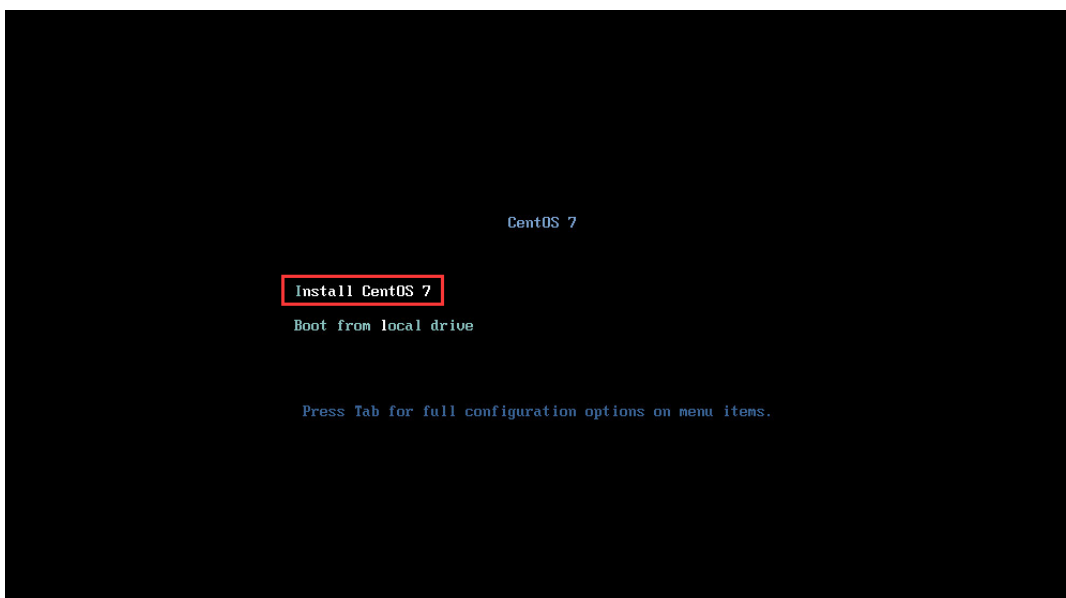 CentOS 7
Install CentOS 7
Boot from local drive
Press Tab for full configuration options on menu items.